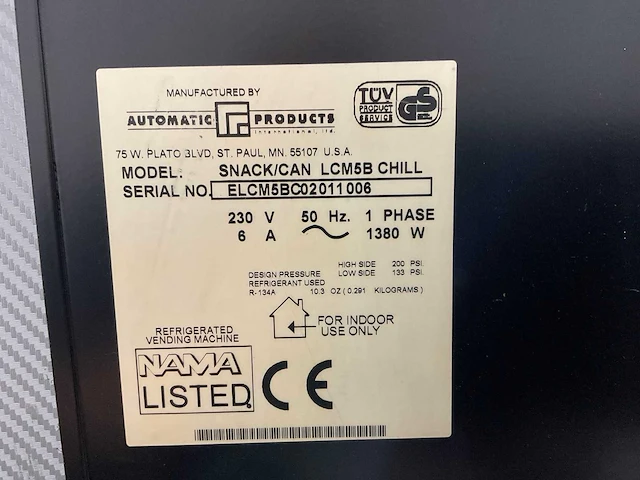 MANUFACTURED BY
AUTOMATIC PRODUCTS
international, ltd.
TÜV
PRODUCT
SERVICE
GS
75 W. PLATO BLVD, ST. PAUL, MN. 55107 U.S.A.
MODEL: SNACK/CAN LCM5B CHILL
SERIAL NO. ELCM5BC02011006
230 V 50 Hz. 1 PHASE
6 A 1380 W
HIGH SIDE 200 PSI.
DESIGN PRESSURE LOW SIDE 133 PSI.
REFRIGERANT USED
R-134A 10.3 OZ (0.291 KILOGRAMS)
FOR INDOOR
USE ONLY
REFRIGERATED
VENDING MACHINE
NAMA
LISTED
CE